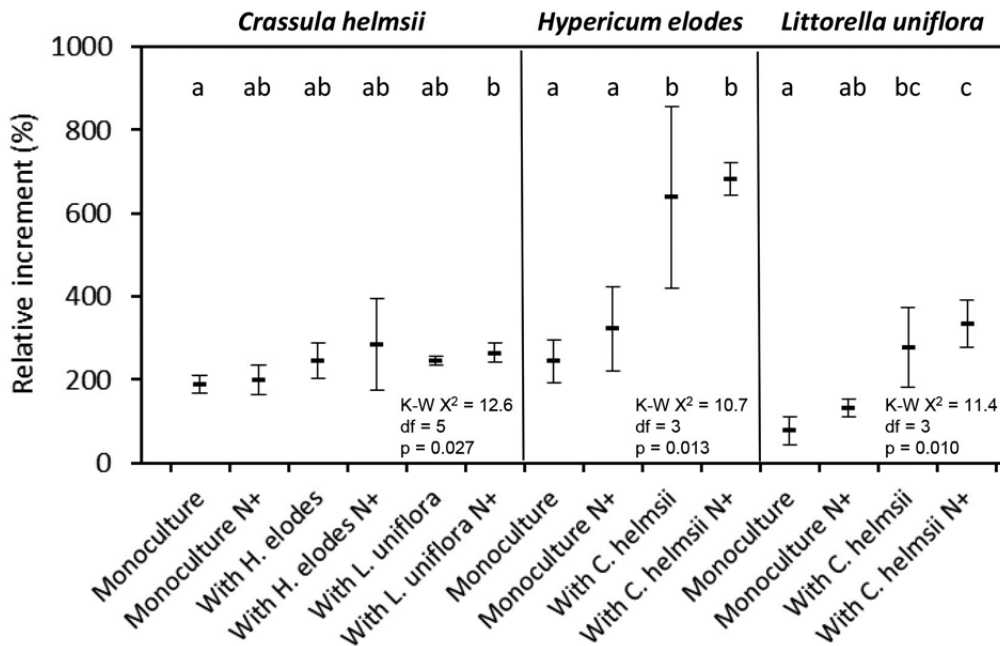 Crassula helmsii
Hypericum elodes
Littorella uniflora
Relative increment (%)
1000
800
600
400
200
0
a ab ab ab ab b
a a b b
a ab bc c
K-W X² = 12.6
df = 5
p = 0.027
K-W X² = 10.7
df = 3
p = 0.013
K-W X² = 11.4
df = 3
p = 0.010
Monoculture
Monoculture N+
With H. elodes
With H. elodes N+
With L. uniflora
With L. uniflora N+
Monoculture
Monoculture N+
With C. helmsii
With C. helmsii N+
Monoculture
Monoculture N+
With C. helmsii
With C. helmsii N+